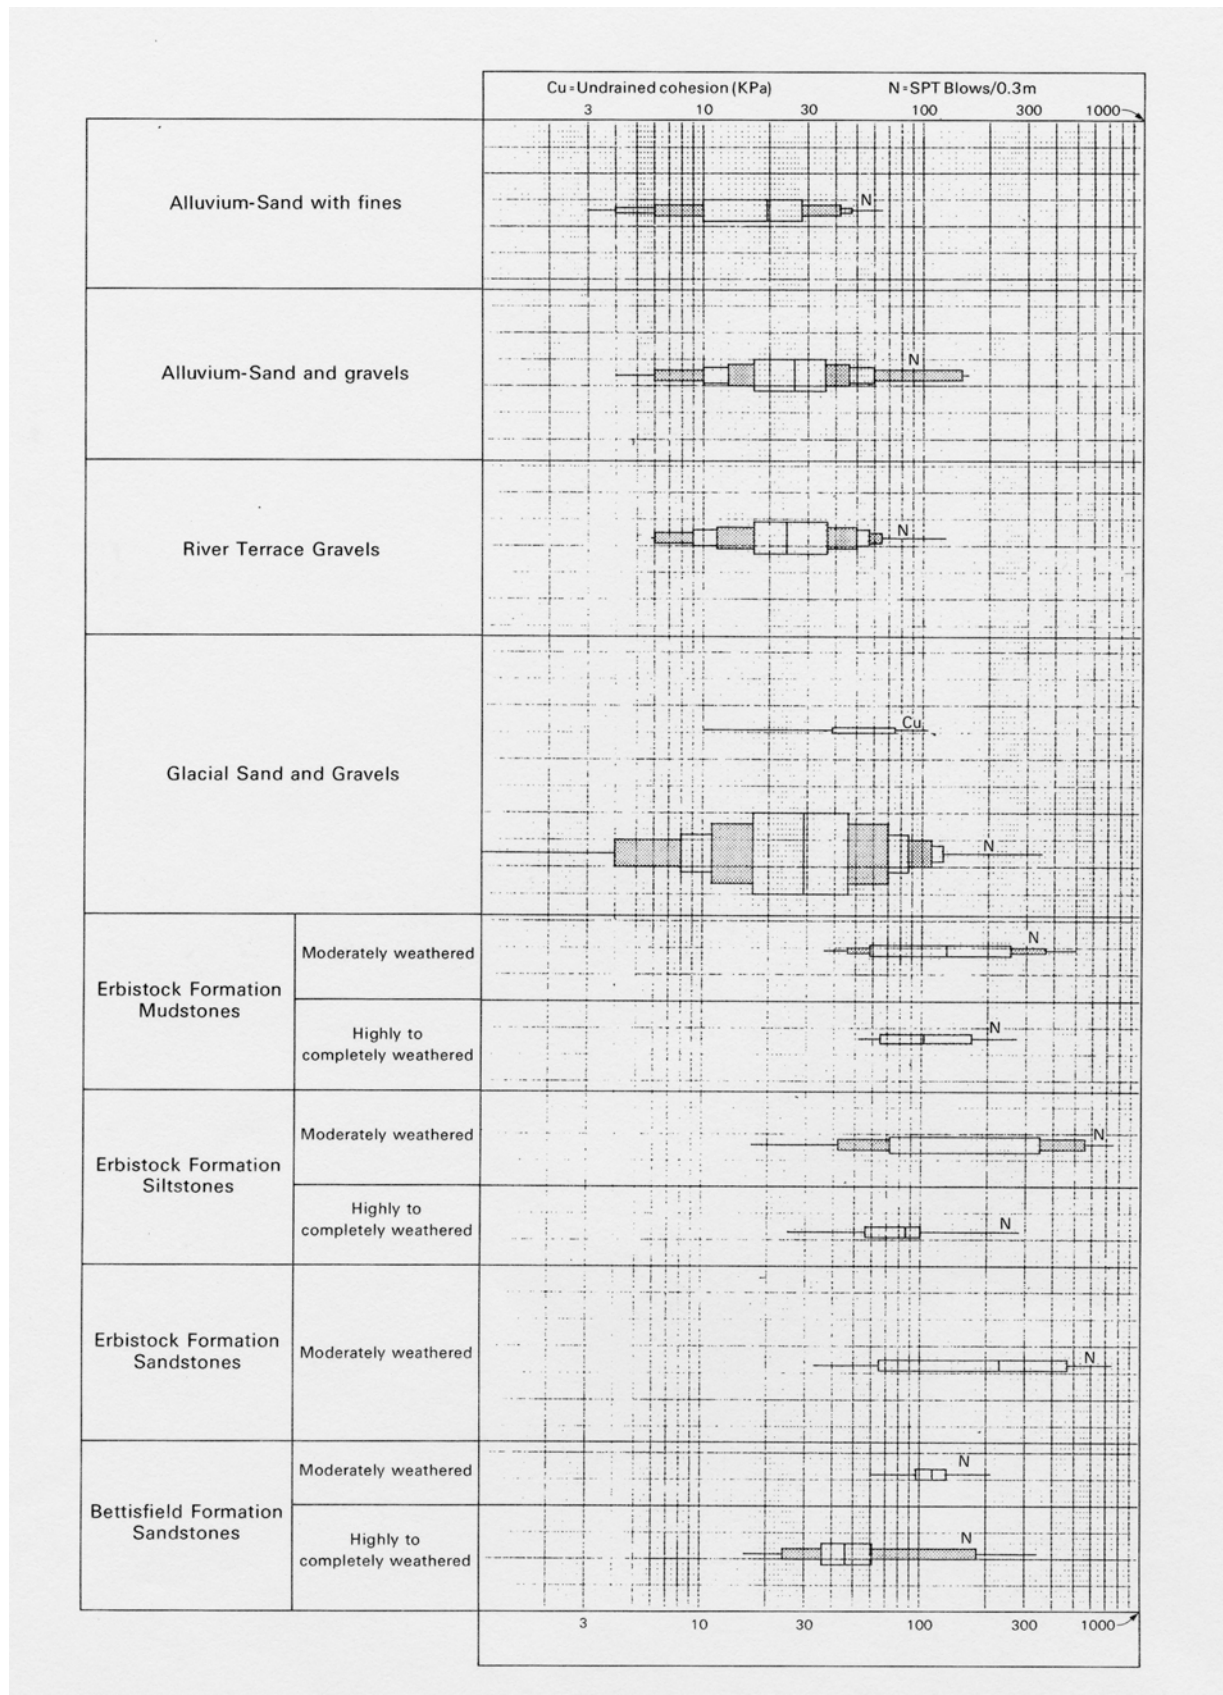 Cu=Undrained cohesion (KPa) N=SPT Blows/0.3m
3 10 30 100 300 1000
Alluvium-Sand with fines
N
Alluvium-Sand and gravels
N
River Terrace Gravels
N
Glacial Sand and Gravels
Cu
N
Erbistock Formation
Mudstones
Moderately weathered
N
Highly to
completely weathered
N
Erbistock Formation
Siltstones
Moderately weathered
N
Highly to
completely weathered
N
Erbistock Formation
Sandstones
Moderately weathered
N
Bettisfield Formation
Sandstones
Moderately weathered
N
Highly to
completely weathered
N
3 10 30 100 300 1000